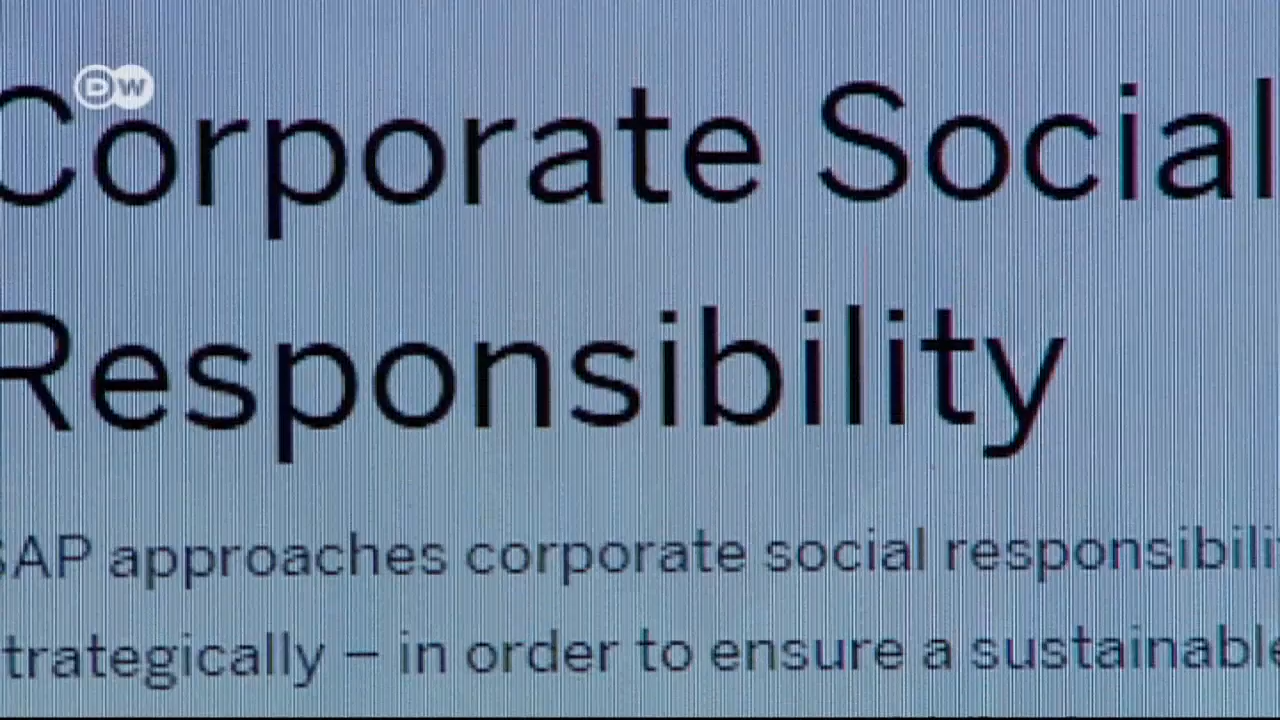 DW
Corporate Social
Responsibility
SAP approaches corporate social responsibili
trategically – in order to ensure a sustainable